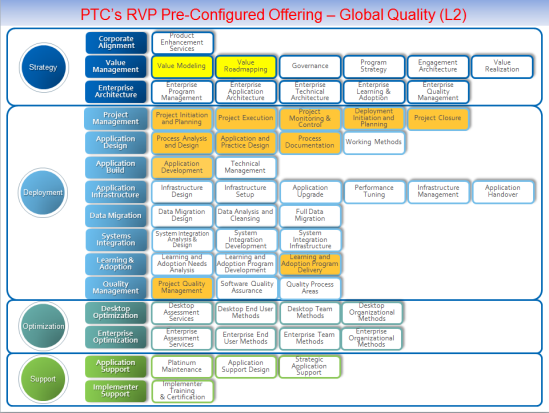 PTC's RVP Pre-Configured Offering – Global Quality (L2)
Strategy
Corporate Alignment
Product Enhancement Services
Value Management
Value Modeling
Value Roadmapping
Governance
Program Strategy
Engagement Architecture
Value Realization
Enterprise Architecture
Enterprise Program Management
Enterprise Application Architecture
Enterprise Technical Architecture
Enterprise Learning & Adoption
Enterprise Quality Management
Deployment
Project Management
Project Initiation and Planning
Project Execution
Project Monitoring & Control
Deployment Initiation and Planning
Project Closure
Application Design
Process Analysis and Design
Application and Practice Design
Process Documentation
Working Methods
Application Build
Application Development
Technical Management
Application Infrastructure
Infrastructure Design
Infrastructure Setup
Application Upgrade
Performance Tuning
Infrastructure Management
Application Handover
Data Migration
Data Migration Design
Data Analysis and Cleansing
Full Data Migration
Systems Integration
System Integration Analysis & Design
System Integration Development
System Integration Infrastructure
Learning & Adoption
Learning and Adoption Needs Analysis
Learning and Adoption Program Development
Learning and Adoption Program Delivery
Quality Management
Project Quality Management
Software Quality Assurance
Quality Process Areas
Optimization
Desktop Optimization
Desktop Assessment Services
Desktop End User Methods
Desktop Team Methods
Desktop Organizational Methods
Enterprise Optimization
Enterprise Assessment Services
Enterprise End User Methods
Enterprise Team Methods
Enterprise Organizational Methods
Support
Application Support
Platinum Maintenance
Application Support Design
Strategic Application Support
Implementer Support
Implementer Training & Certification